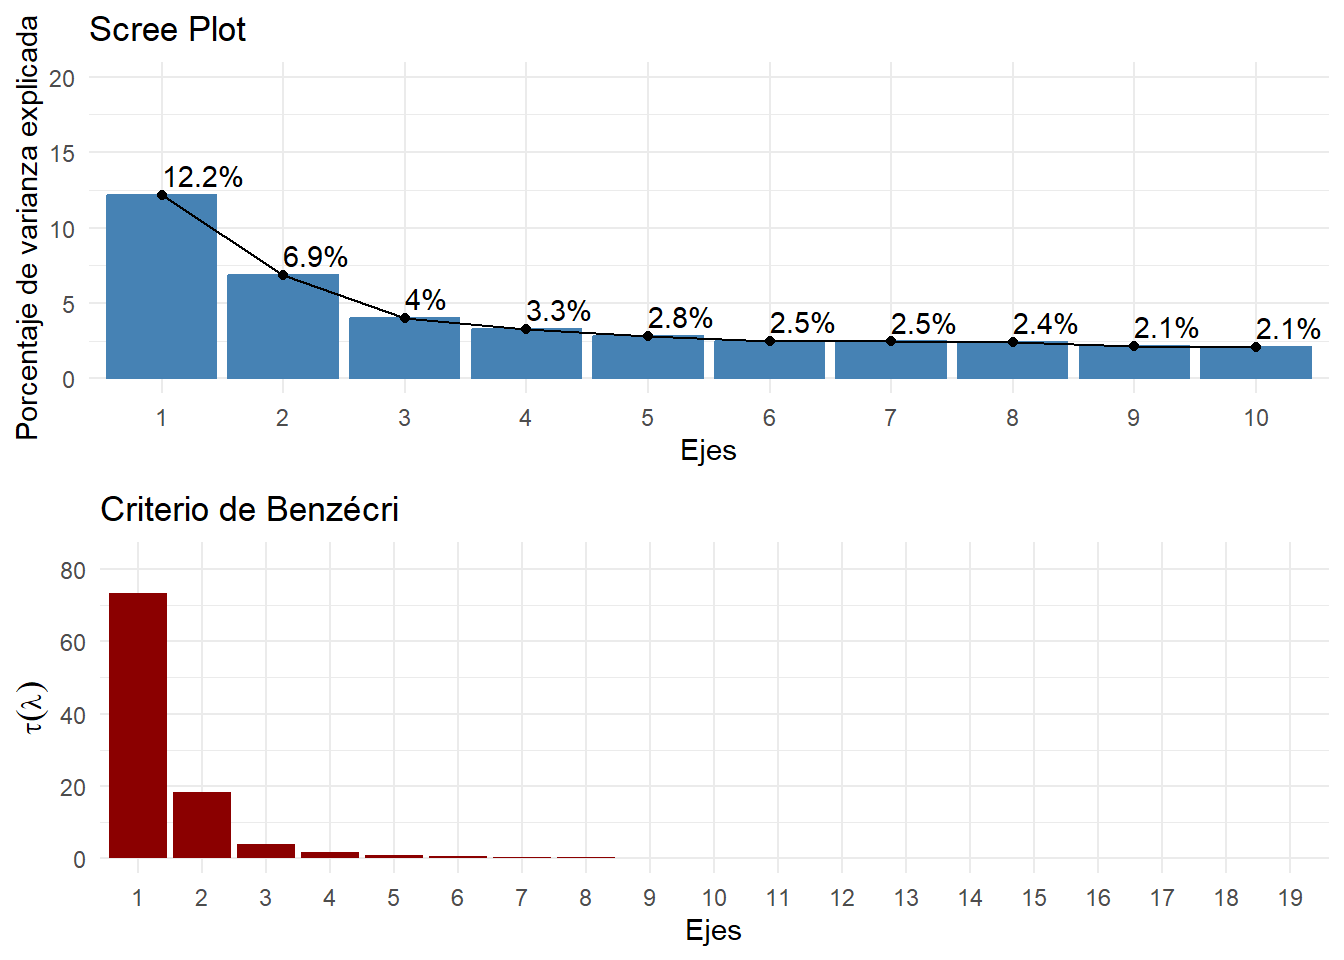 Scree Plot
Porcentaje de varianza explicada
20
15
10
5
0
12.2%
6.9%
4%
3.3%
2.8%
2.5%
2.5%
2.4%
2.1%
2.1%
1 2 3 4 5 6 7 8 9 10
Ejes
Criterio de Benzécri
τ(λ)
80
60
40
20
0
1 2 3 4 5 6 7 8 9 10 11 12 13 14 15 16 17 18 19
Ejes